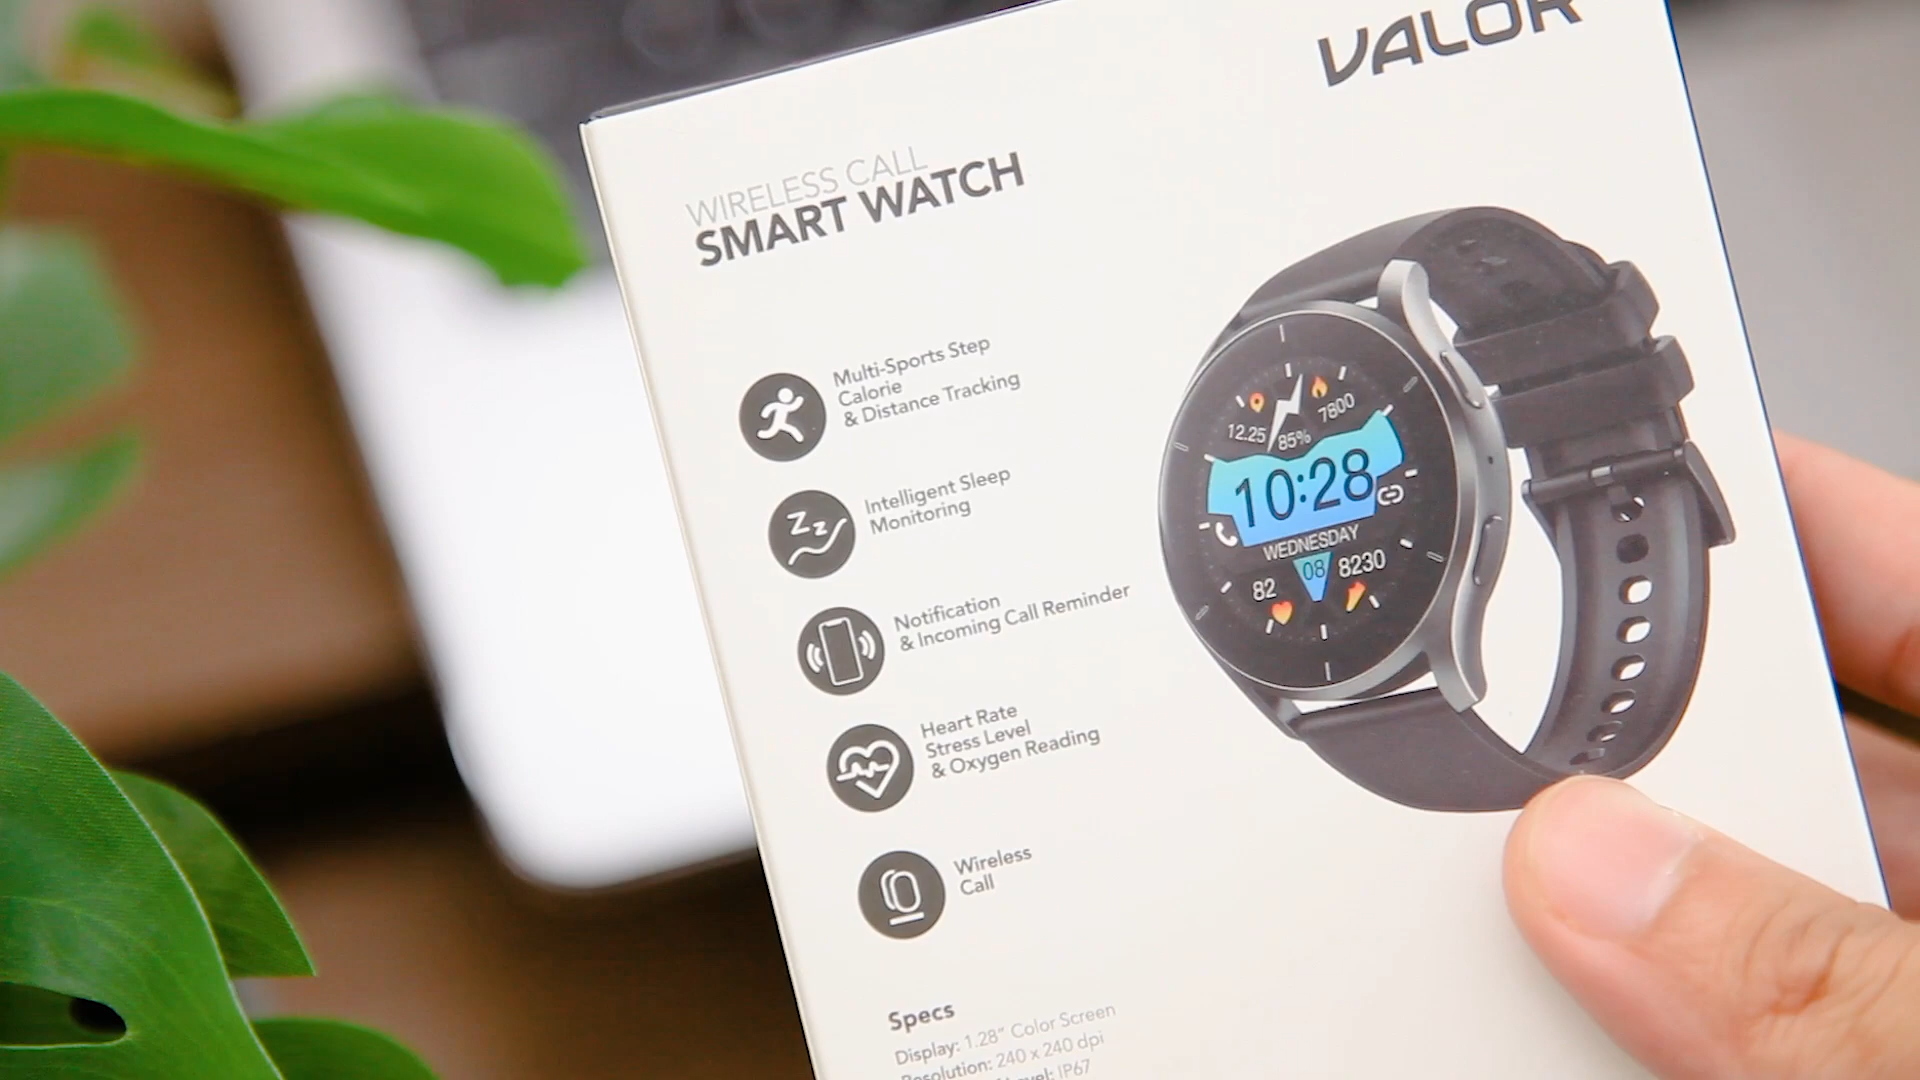 VALOR
WIRELESS CALL
SMART WATCH
Multi-Sports Step
Calorie
& Distance Tracking
Intelligent Sleep
Monitoring
Notification
& Incoming Call Reminder
Heart Rate
Stress Level
& Oxygen Reading
Wireless
Call
12.25
85%
7800
10:28
WEDNESDAY
82
08
8230
Specs
Display: 1.28" Color Screen
Resolution: 240 x 240 dpi
IP67